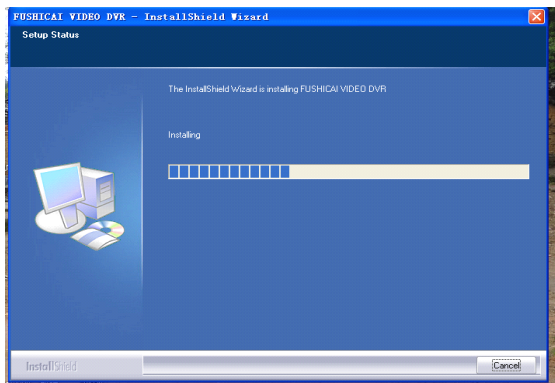 FUSHICAI VIDEO DVR - InstallShield Wizard
Setup Status
The InstallShield Wizard is installing FUSHICAI VIDEO DVR
Installing
InstallShield
Cancel